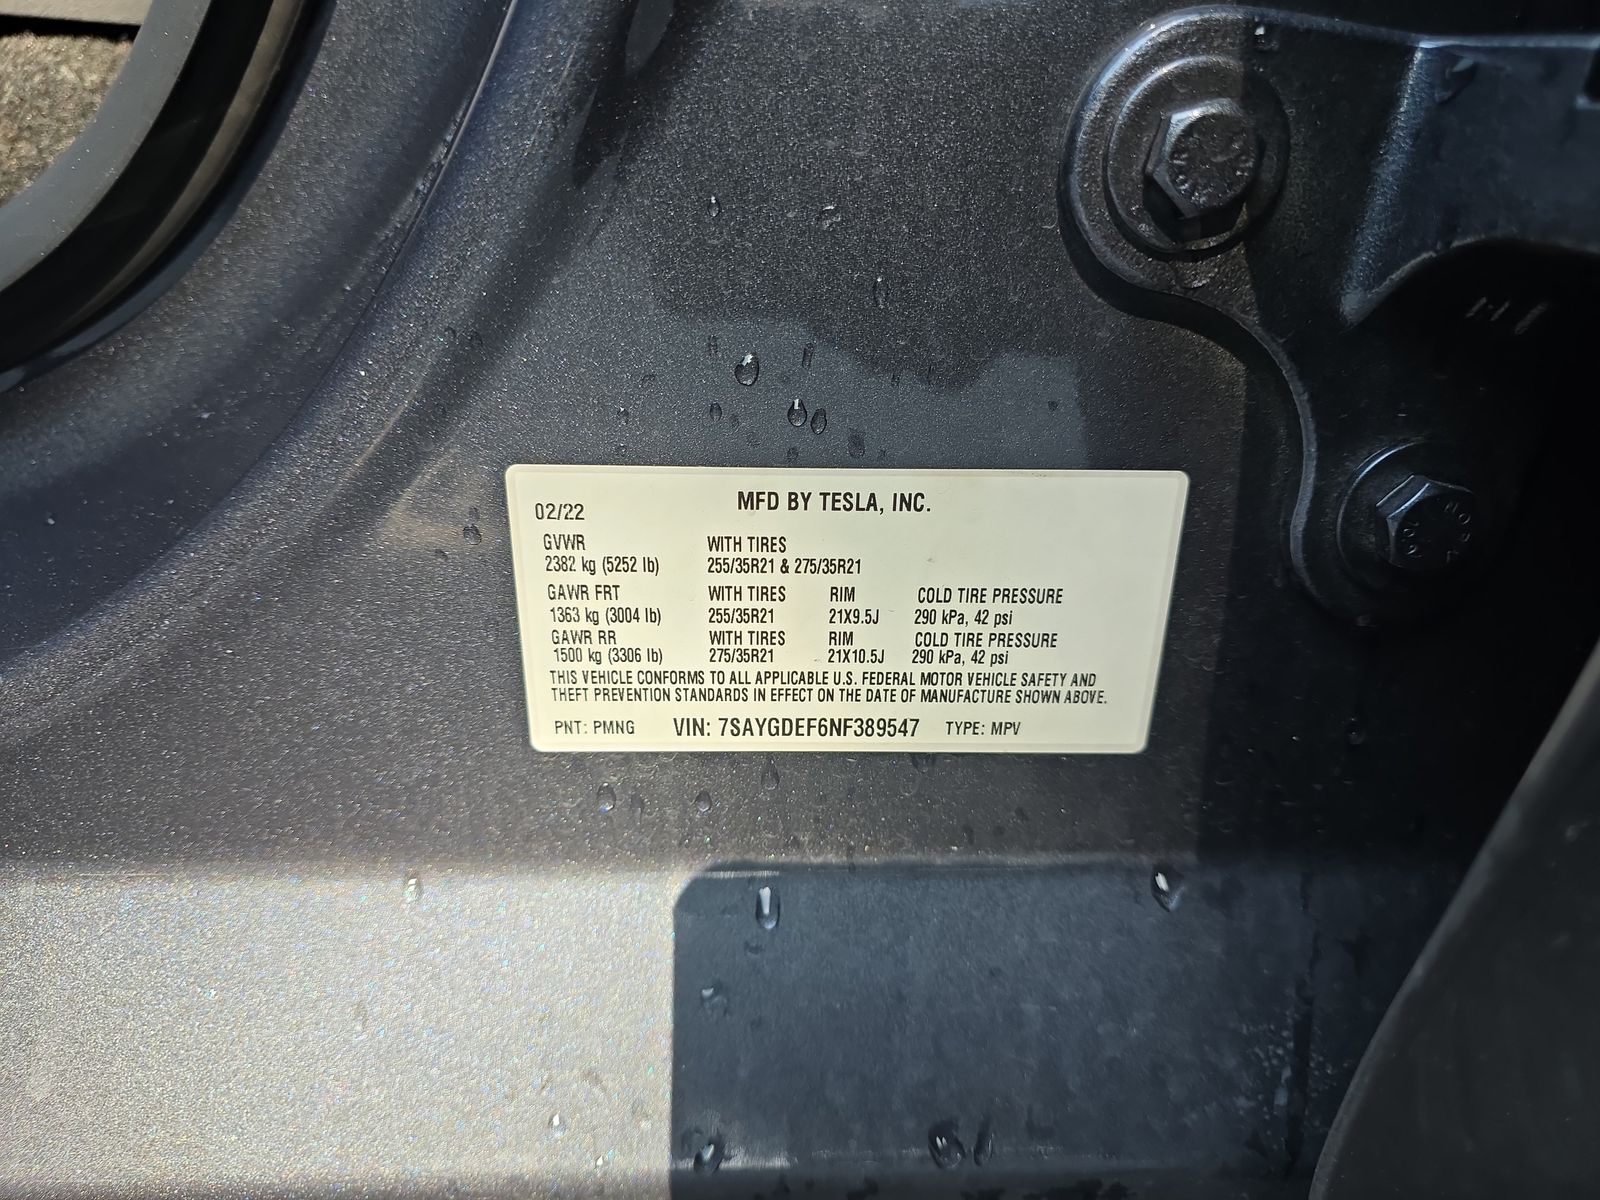 MFD BY TESLA, INC.
02/22
GVWR WITH TIRES
2382 kg (5252 lb) 255/35R21 & 275/35R21
GAWR FRT WITH TIRES RIM COLD TIRE PRESSURE
1363 kg (3004 lb) 255/35R21 21X9.5J 290 kPa, 42 psi
GAWR RR WITH TIRES RIM COLD TIRE PRESSURE
1500 kg (3306 lb) 275/35R21 21X10.5J 290 kPa, 42 psi
THIS VEHICLE CONFORMS TO ALL APPLICABLE U.S. FEDERAL MOTOR VEHICLE SAFETY AND
THEFT PREVENTION STANDARDS IN EFFECT ON THE DATE OF MANUFACTURE SHOWN ABOVE.
PNT: PMNG VIN: 7SAYGDEF6NF389547 TYPE: MPV